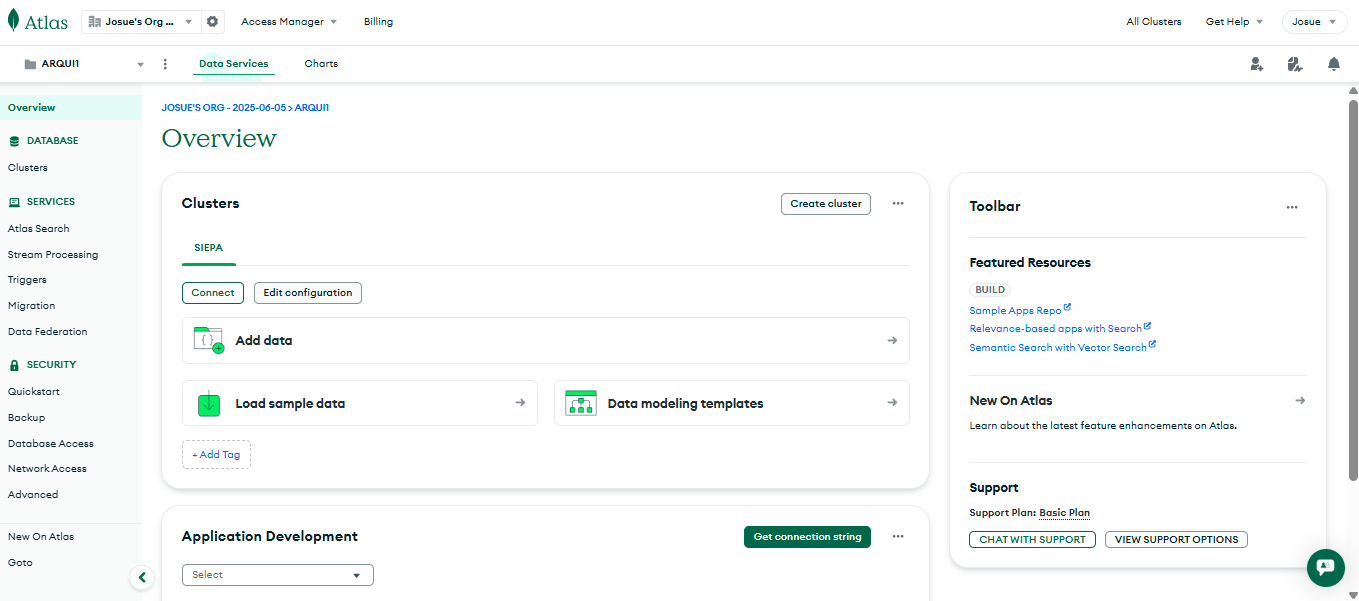 Atlas
Josue's Org ...
Access Manager
Billing
All Clusters
Get Help
Josue
ARQUI1
Data Services
Charts
Overview
DATABASE
Clusters
SERVICES
Atlas Search
Stream Processing
Triggers
Migration
Data Federation
SECURITY
Quickstart
Backup
Database Access
Network Access
Advanced
New On Atlas
Goto
JOSUE'S ORG - 2025-06-05 > ARQUI1
Overview
Clusters
Create cluster
SIEPA
Connect
Edit configuration
Add data
Load sample data
Data modeling templates
+ Add Tag
Application Development
Get connection string
Select
Toolbar
Featured Resources
BUILD
Sample Apps Repo
Relevance-based apps with Search
Semantic Search with Vector Search
New On Atlas
Learn about the latest feature enhancements on Atlas.
Support
Support Plan: Basic Plan
CHAT WITH SUPPORT
VIEW SUPPORT OPTIONS